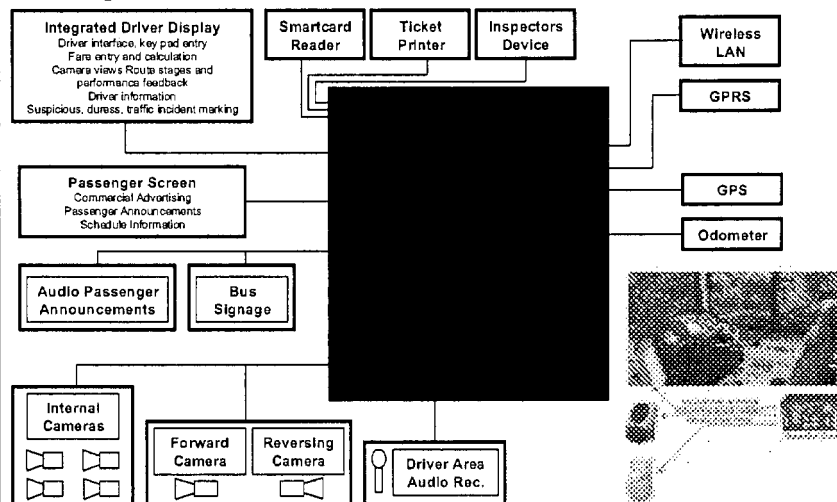 Integrated Driver Display
Driver interface, key pad entry
Fare entry and calculation
Camera views Route stages and
performance feedback
Driver information
Suspicious, duress, traffic incident marking
Smartcard
Reader
Ticket
Printer
Inspectors
Device
Wireless
LAN
GPRS
Passenger Screen
Commercial Advertising
Passenger Announcements
Schedule Information
GPS
Odometer
Audio Passenger
Announcements
Bus
Signage
Internal
Cameras
Forward
Camera
Reversing
Camera
Driver Area
Audio Rec.